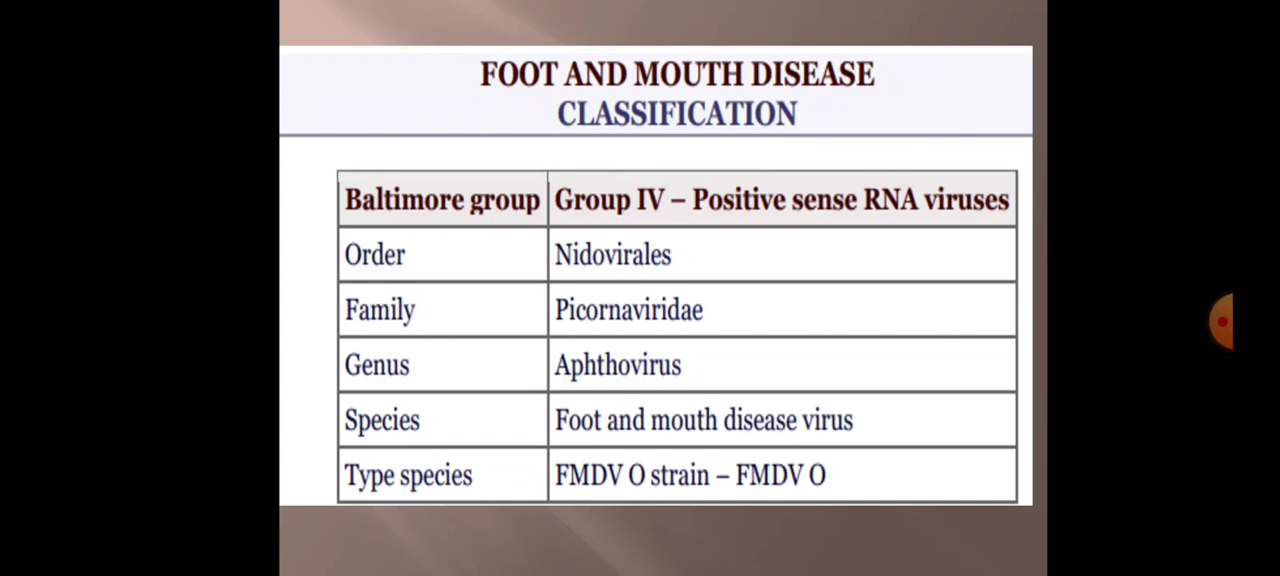 FOOT AND MOUTH DISEASE
CLASSIFICATION
Baltimore group Group IV – Positive sense RNA viruses
Order Nidovirales
Family Picornaviridae
Genus Aphthovirus
Species Foot and mouth disease virus
Type species FMDV O strain – FMDV O